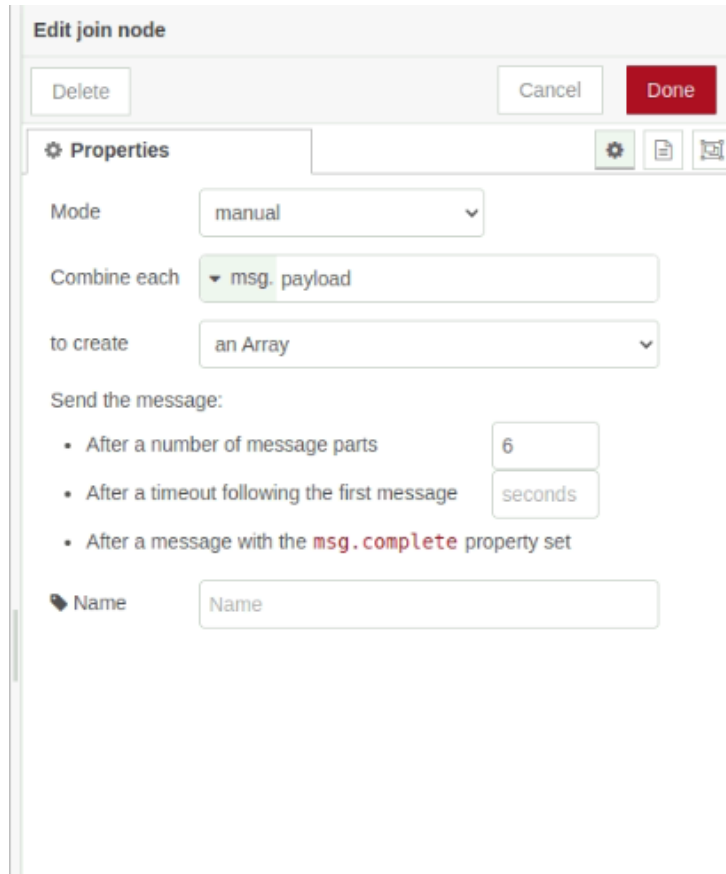 Edit join node
Delete Cancel Done
Properties
Mode manual
Combine each msg. payload
to create an Array
Send the message:
• After a number of message parts 6
• After a timeout following the first message seconds
• After a message with the msg.complete property set
Name Name